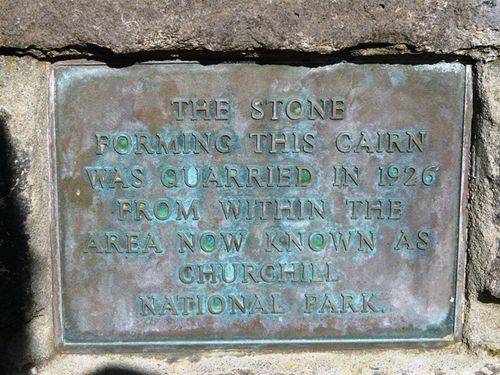 THE STONE
FORMING THIS CAIRN
WAS QUARRIED IN 1926
FROM WITHIN THE
AREA NOW KNOWN AS
CHURCHILL
NATIONAL PARK.